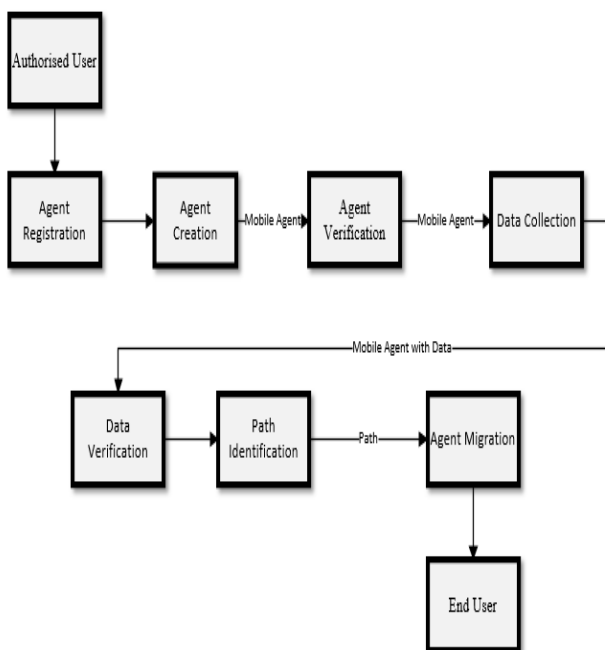 Authorised User
Agent
Registration
Agent
Creation
Mobile Agent
Agent
Verification
Mobile Agent
Data Collection
Mobile Agent with Data
Data
Verification
Path
Identification
Path
Agent Migration
End User